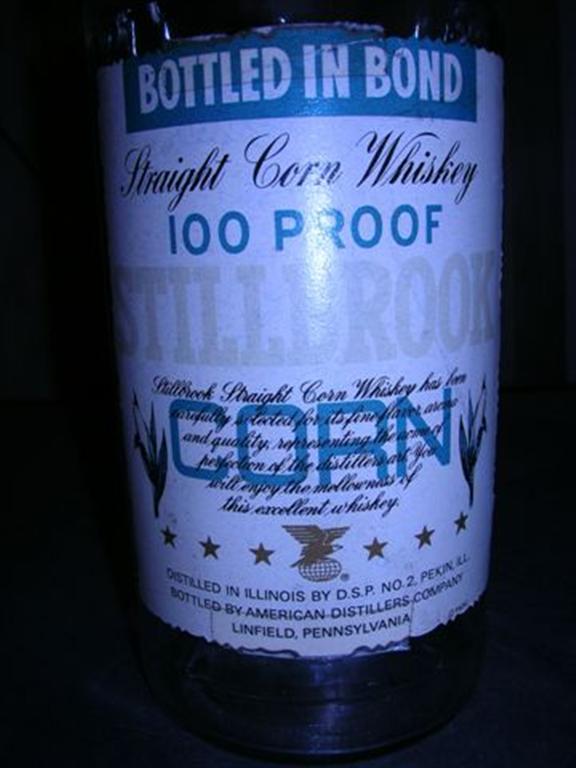 BOTTLED IN BOND
Straight Corn Whiskey
100 PROOF
STILLBROOK
CORN
Stillbrook Straight Corn Whiskey has been
carefully selected for its fine flavor, aroma
and quality, representing the acme of
perfection of the distillers art. You
will enjoy the mellowness of
this excellent whiskey.
®
DISTILLED IN ILLINOIS BY D.S.P. NO. 2, PEKIN, ILL.
BOTTLED BY AMERICAN DISTILLERS COMPANY
LINFIELD, PENNSYLVANIA